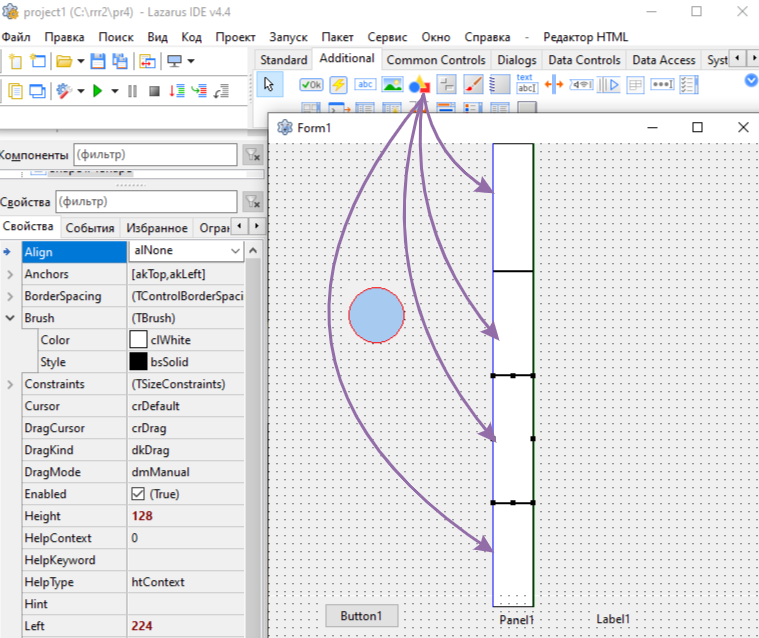 project1 (C:\rrr2\pr4) - Lazarus IDE v4.4
Файл Правка Поиск Вид Код Проект Запуск Пакет Сервис Окно Справка - Редактор HTML
Standard Additional Common Controls Dialogs Data Controls Data Access Syst
Ok abc text
abcI
Form1
Компоненты (фильтр)
Свойства (фильтр)
Свойства События Избранное Огран
Align alNone
Anchors [akTop,akLeft]
BorderSpacing (TControlBorderSpaci
Brush (TBrush)
Color clWhite
Style bsSolid
Constraints (TSizeConstraints)
Cursor crDefault
DragCursor crDrag
DragKind dkDrag
DragMode dmManual
Enabled (True)
Height 128
HelpContext 0
HelpKeyword
HelpType htContext
Hint
Left 224
Button1
Panel1
Label1